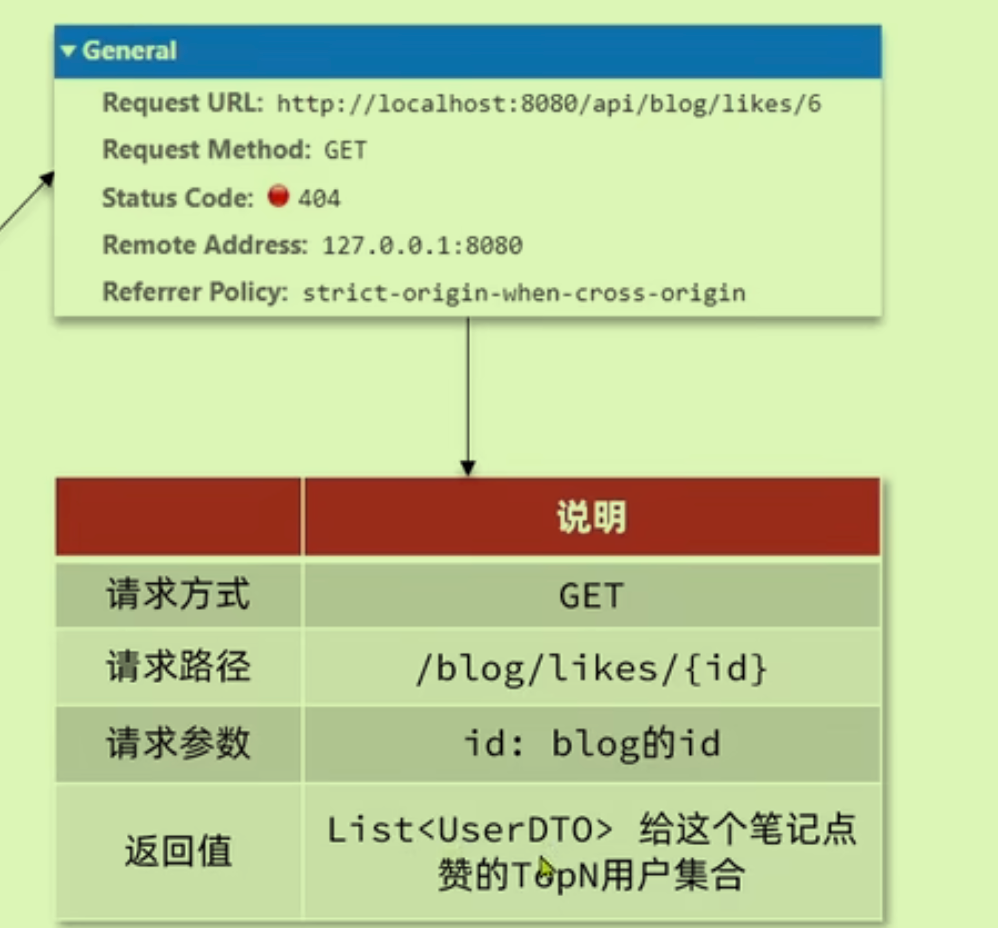 General
Request URL: http://localhost:8080/api/blog/likes/6
Request Method: GET
Status Code: 404
Remote Address: 127.0.0.1:8080
Referrer Policy: strict-origin-when-cross-origin
说明
请求方式 GET
请求路径 /blog/likes/{id}
请求参数 id: blog的id
返回值 List<UserDTO> 给这个笔记点
赞的TopN用户集合